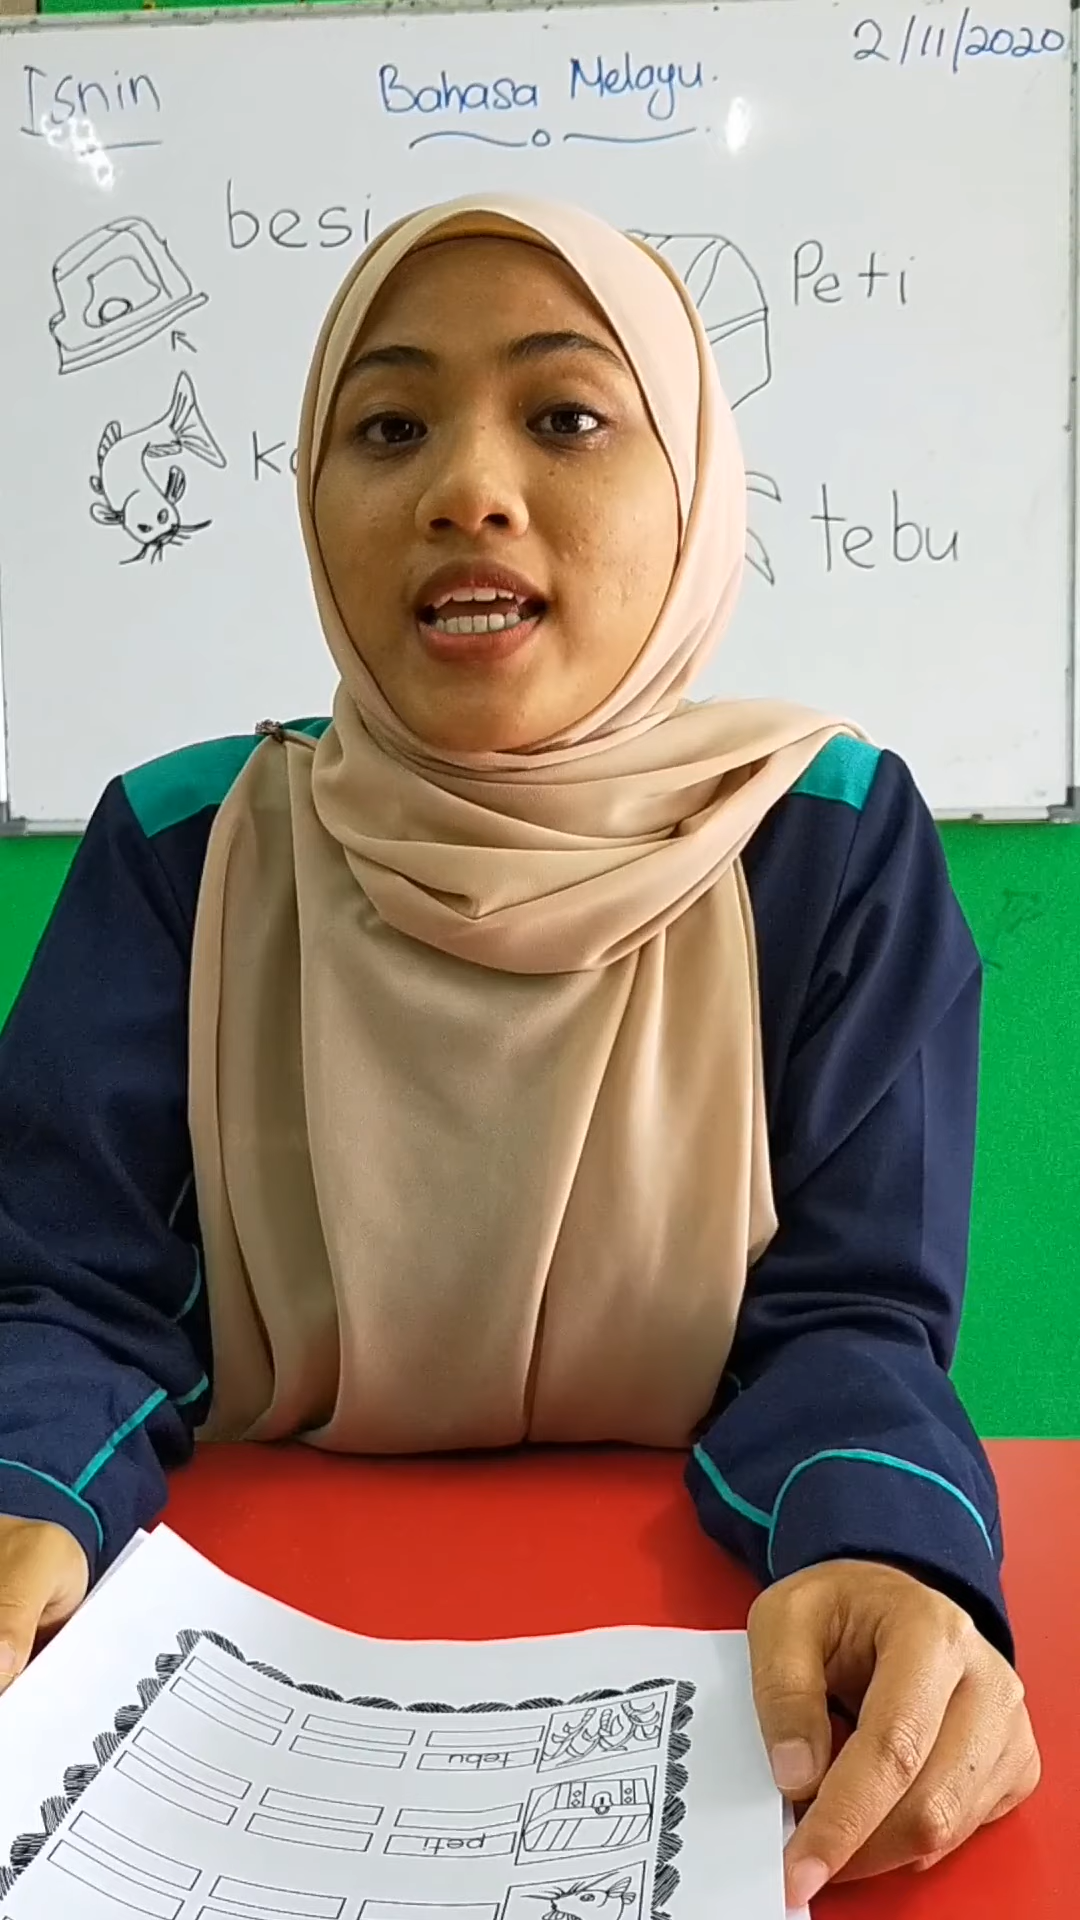 Isnin
Bahasa Melayu.
2/11/2020
besi
Peti
tebu
tebu
peti